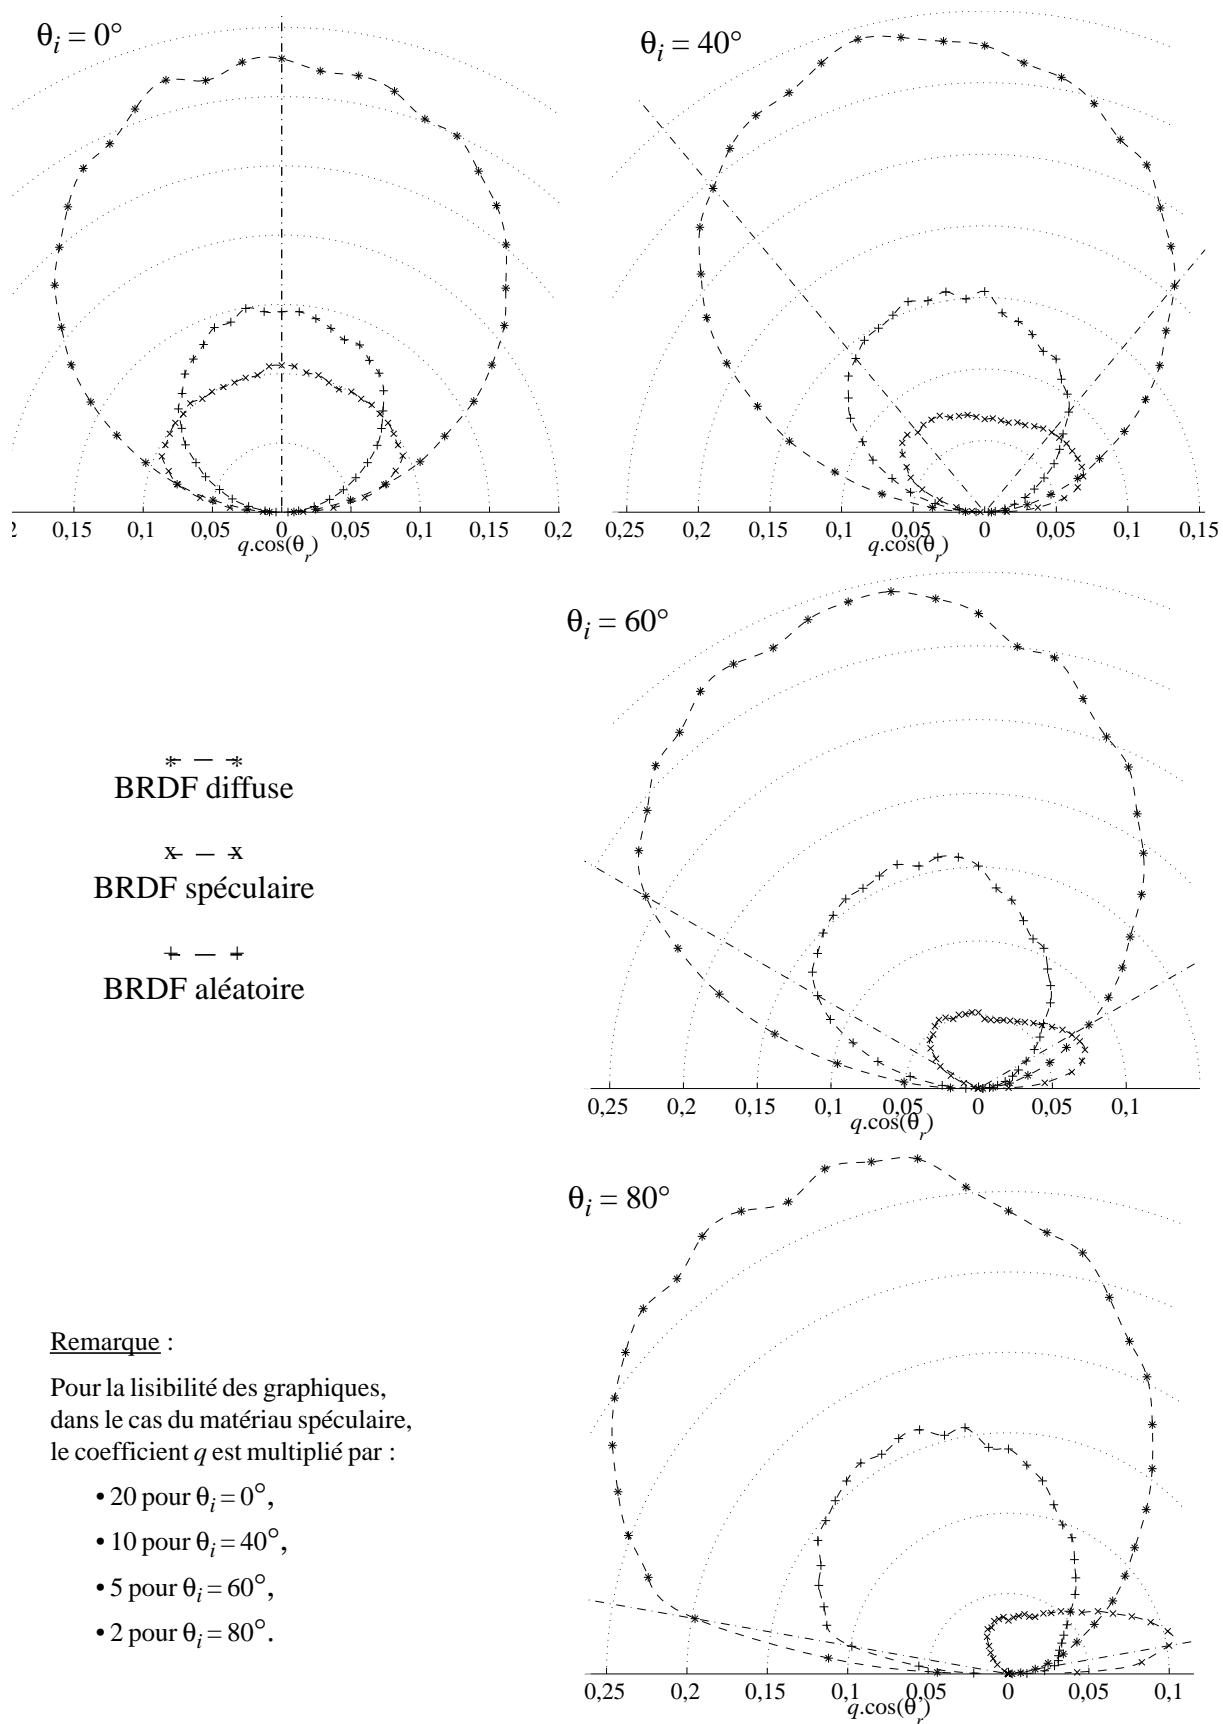 θi = 0°
θi = 40°
2 0,15 0,1 0,05 0 0,05 0,1 0,15 0,2
q.cos(θr)
0,25 0,2 0,15 0,1 0,05 0 0,05 0,1 0,15
q.cos(θr)
θi = 60°
BRDF diffuse
BRDF spéculaire
BRDF aléatoire
0,25 0,2 0,15 0,1 0,05 0 0,05 0,1
q.cos(θr)
θi = 80°
Remarque :
Pour la lisibilité des graphiques,
dans le cas du matériau spéculaire,
le coefficient q est multiplié par :
• 20 pour θi = 0°,
• 10 pour θi = 40°,
• 5 pour θi = 60°,
• 2 pour θi = 80°.
0,25 0,2 0,15 0,1 0,05 0 0,05 0,1
q.cos(θr)